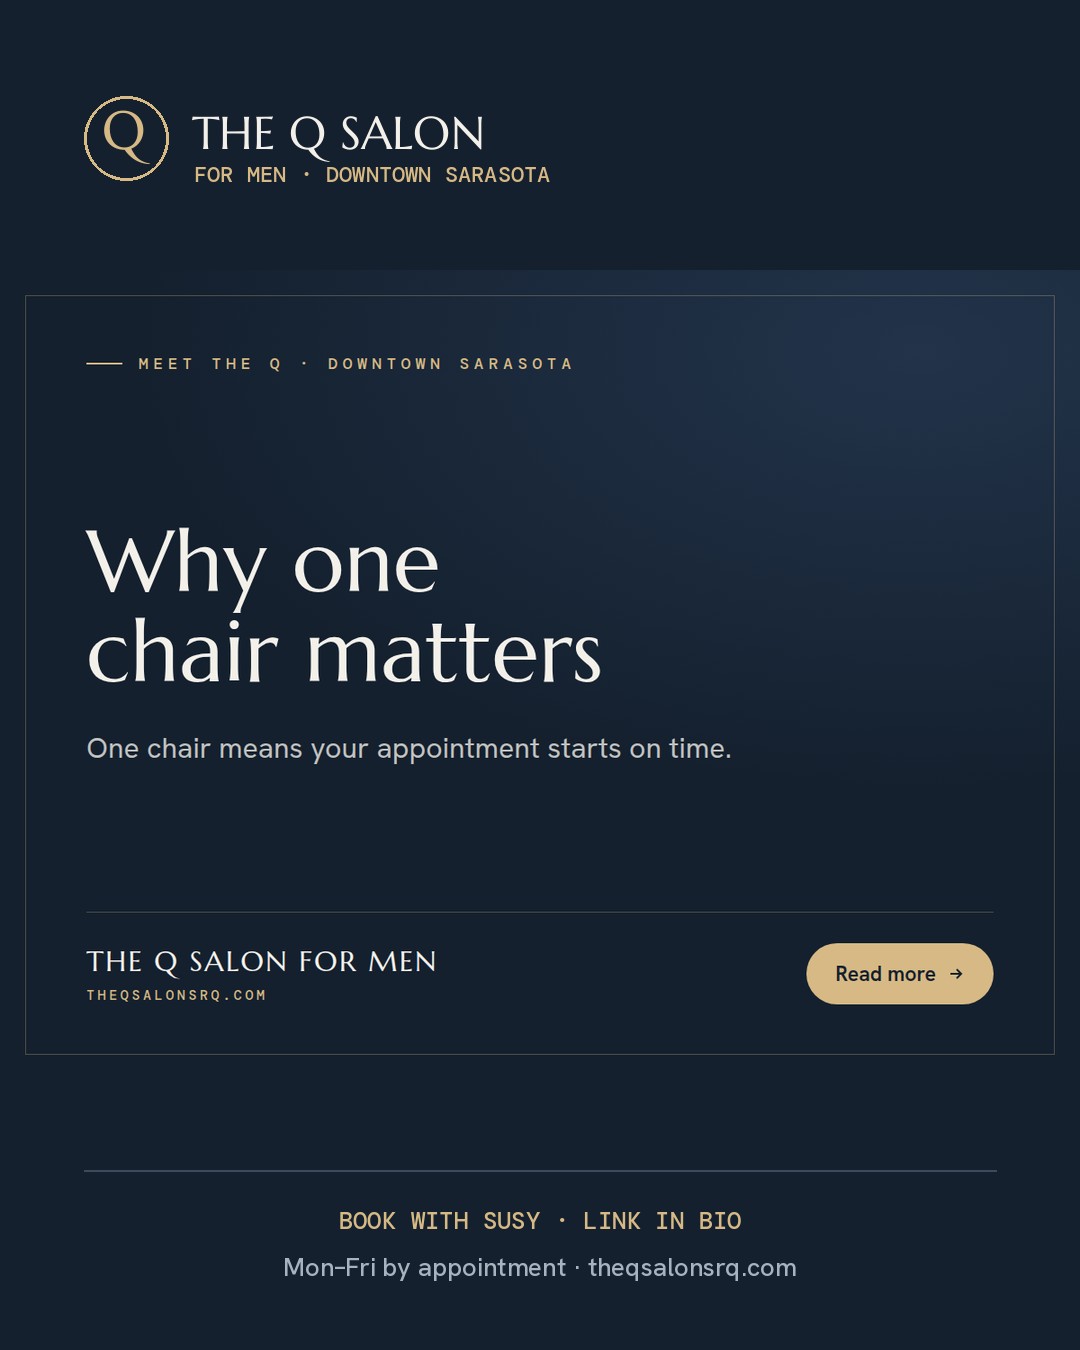 Q
THE Q SALON
FOR MEN · DOWNTOWN SARASOTA
MEET THE Q · DOWNTOWN SARASOTA
Why one
chair matters
One chair means your appointment starts on time.
THE Q SALON FOR MEN
THEQSALONSRQ.COM
Read more →
BOOK WITH SUSY · LINK IN BIO
Mon–Fri by appointment · theqsalonsrq.com